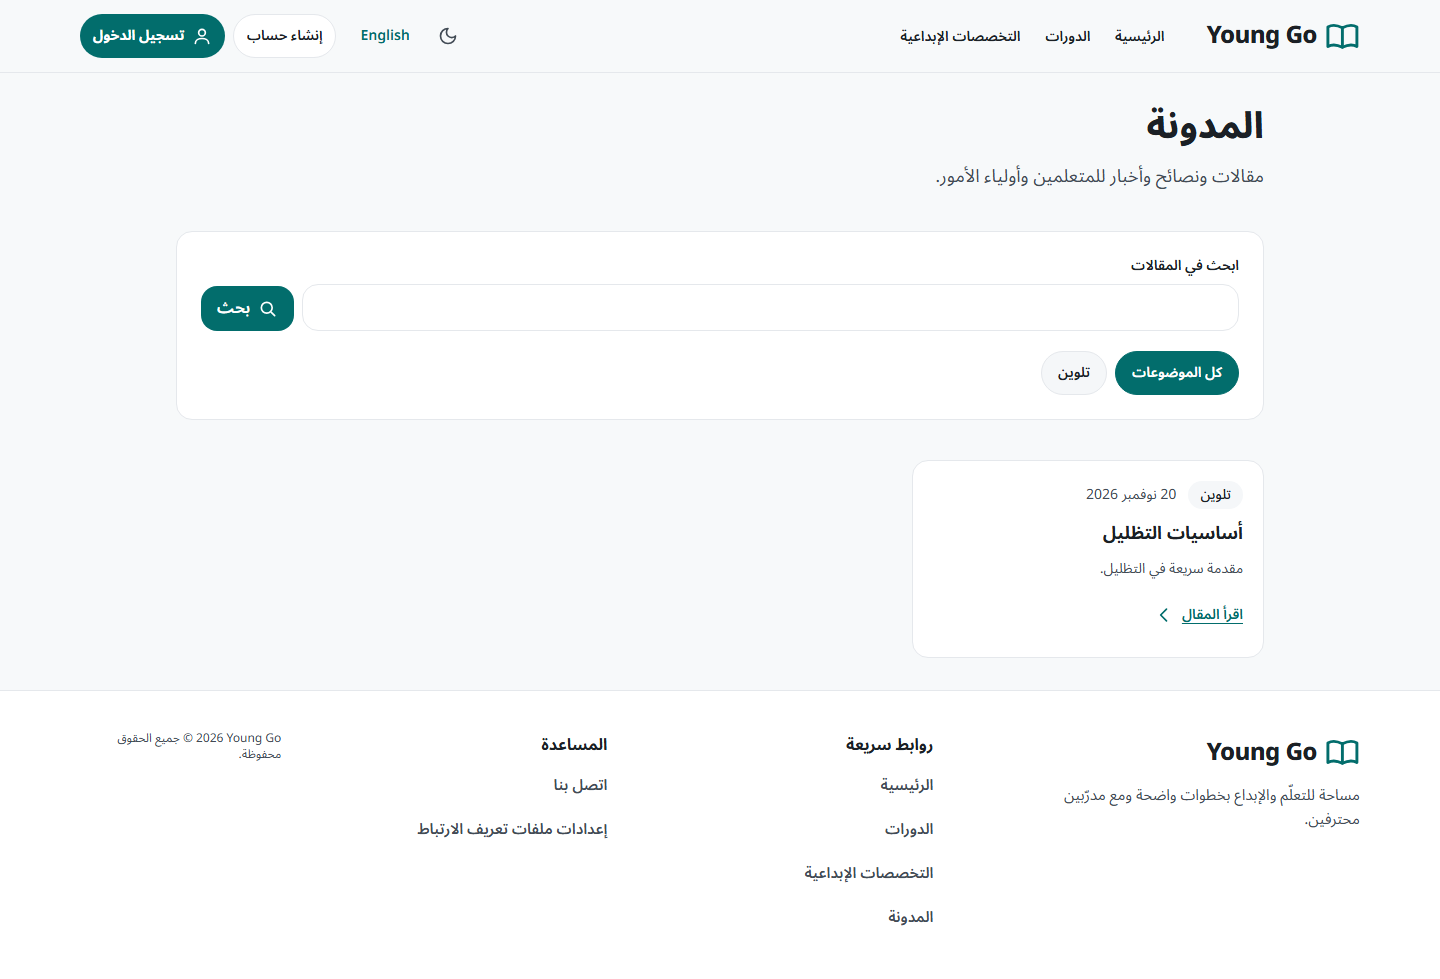 Young Go
الرئيسية
الدورات
التخصصات الإبداعية
English
إنشاء حساب
تسجيل الدخول
المدونة
مقالات ونصائح وأخبار للمتعلمين وأولياء الأمور.
ابحث في المقالات
بحث
كل الموضوعات
تلوين
تلوين
20 نوفمبر 2026
أساسيات التظليل
مقدمة سريعة في التظليل.
اقرأ المقال
Young Go
مساحة للتعلّم والإبداع بخطوات واضحة ومع مدرّبين
محترفين.
روابط سريعة
الرئيسية
الدورات
التخصصات الإبداعية
المدونة
المساعدة
اتصل بنا
إعدادات ملفات تعريف الارتباط
Young Go 2026 © جميع الحقوق
محفوظة.